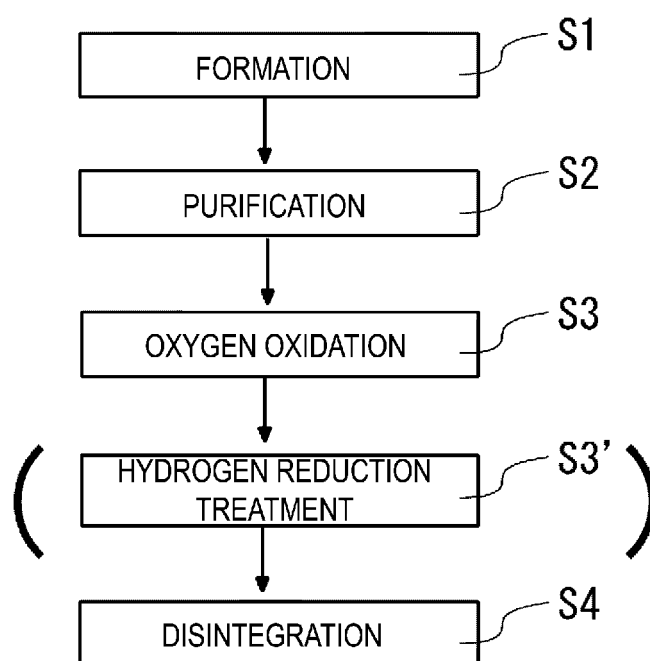 S1
FORMATION
S2
PURIFICATION
S3
OXYGEN OXIDATION
S3'
HYDROGEN REDUCTION
TREATMENT
S4
DISINTEGRATION